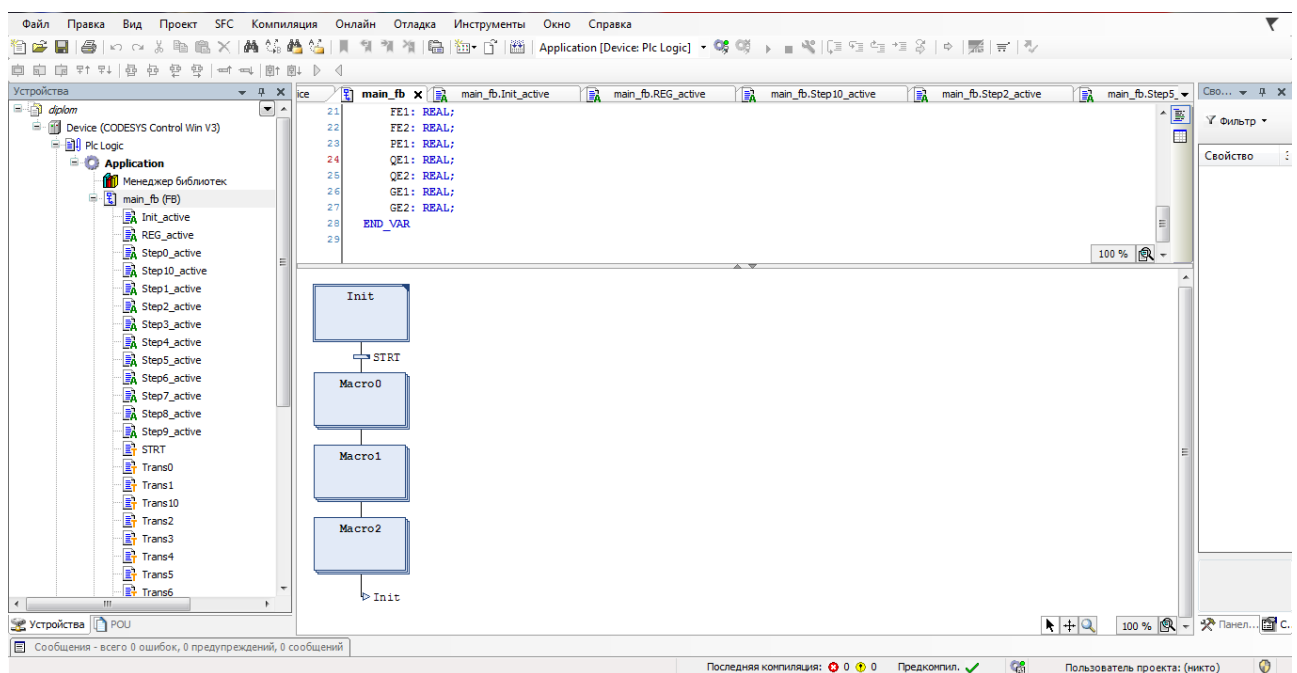 Файл Правка Вид Проект SFC Компиляция Онлайн Отладка Инструменты Окно Справка
Application [Device: Plc Logic]
Устройства
diplom
Device (CODESYS Control Win V3)
Plc Logic
Application
Менеджер библиотек
main_fb (FB)
Init_active
REG_active
Step0_active
Step10_active
Step1_active
Step2_active
Step3_active
Step4_active
Step5_active
Step6_active
Step7_active
Step8_active
Step9_active
STRT
Trans0
Trans1
Trans10
Trans2
Trans3
Trans4
Trans5
Trans6
Устройства POU
ice main_fb main_fb.Init_active main_fb.REG_active main_fb.Step10_active main_fb.Step2_active main_fb.Step5_
21 FE1: REAL;
22 FE2: REAL;
23 PE1: REAL;
24 QE1: REAL;
25 QE2: REAL;
26 GE1: REAL;
27 GE2: REAL;
28 END_VAR
29
100 %
Init
STRT
Macro0
Macro1
Macro2
Init
100 %
Сво...
Фильтр
Свойство
Панел... С..
Сообщения - всего 0 ошибок, 0 предупреждений, 0 сообщений
Последняя компиляция: 0 0 Предкомпил. Пользователь проекта: (никто)